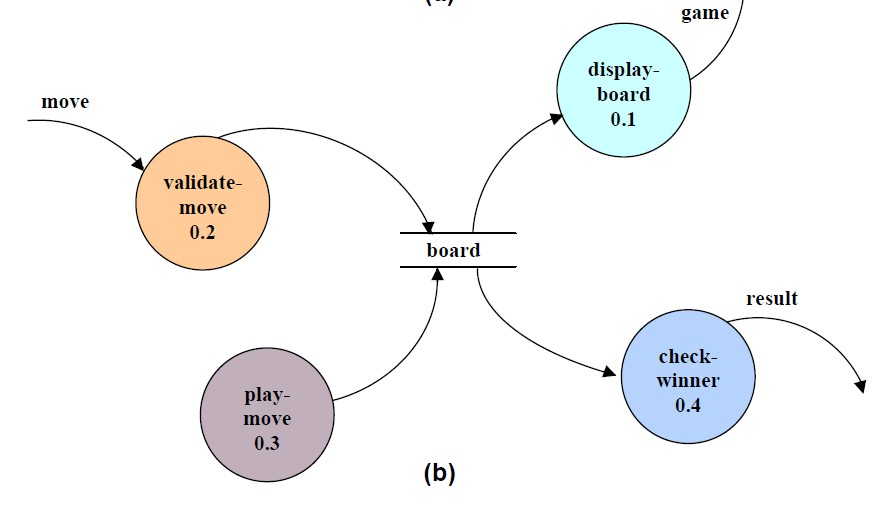 (a)
game
display-
board
0.1
move
validate-
move
0.2
board
result
check-
winner
0.4
play-
move
0.3
(b)